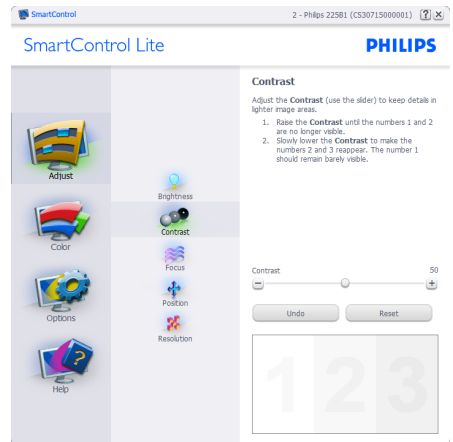 SmartControl
2 - Philips 225B1 (CS30715000001)
SmartControl Lite
PHILIPS
Adjust
Color
Options
Help
Brightness
Contrast
Focus
Position
Resolution
Contrast
Adjust the Contrast (use the slider) to keep details in
lighter image areas.
1. Raise the Contrast until the numbers 1 and 2
are no longer visible.
2. Slowly lower the Contrast to make the
numbers 2 and 3 reappear. The number 1
should remain barely visible.
Contrast 50
Undo Reset
1 2 3